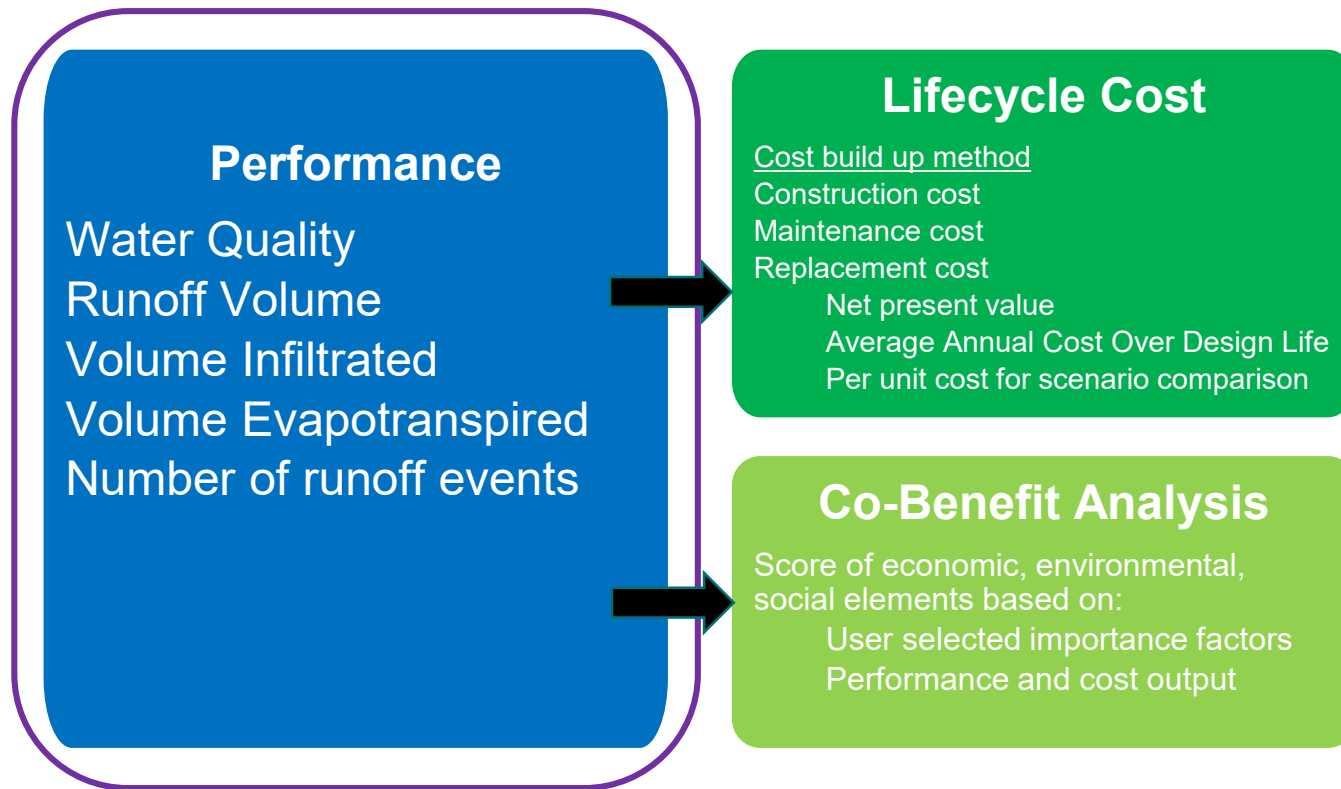 Performance
Water Quality
Runoff Volume
Volume Infiltrated
Volume Evapotranspired
Number of runoff events
Lifecycle Cost
Cost build up method
Construction cost
Maintenance cost
Replacement cost
Net present value
Average Annual Cost Over Design Life
Per unit cost for scenario comparison
Co-Benefit Analysis
Score of economic, environmental,
social elements based on:
User selected importance factors
Performance and cost output